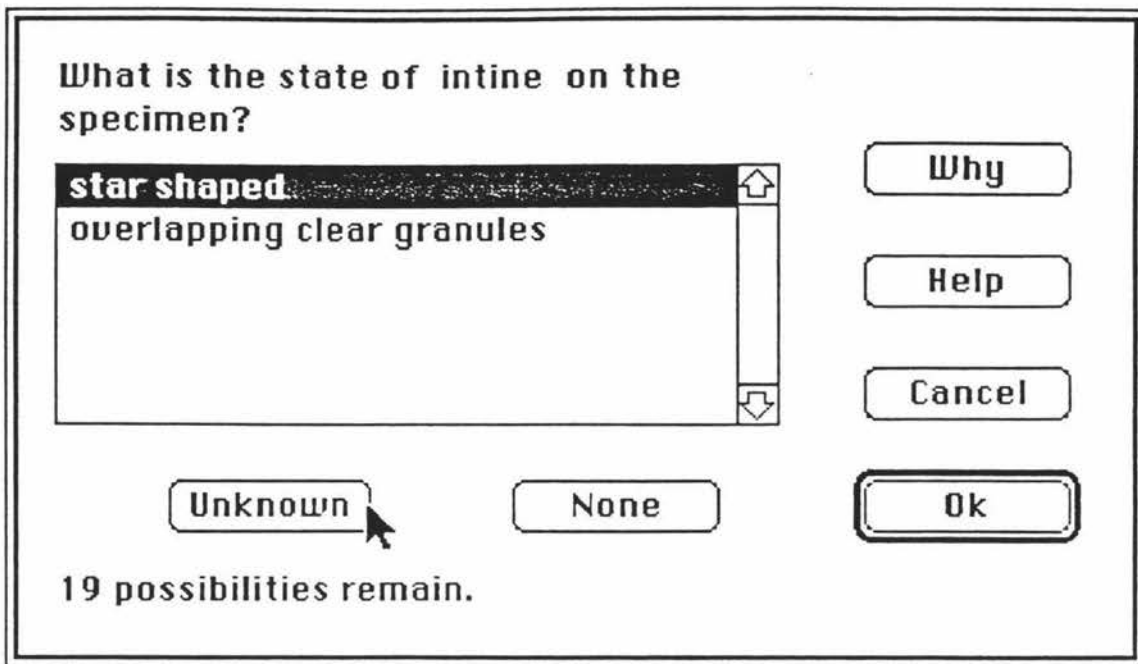 What is the state of intine on the
specimen?
star shaped
overlapping clear granules
Why
Help
Cancel
Unknown
None
Ok
19 possibilities remain.